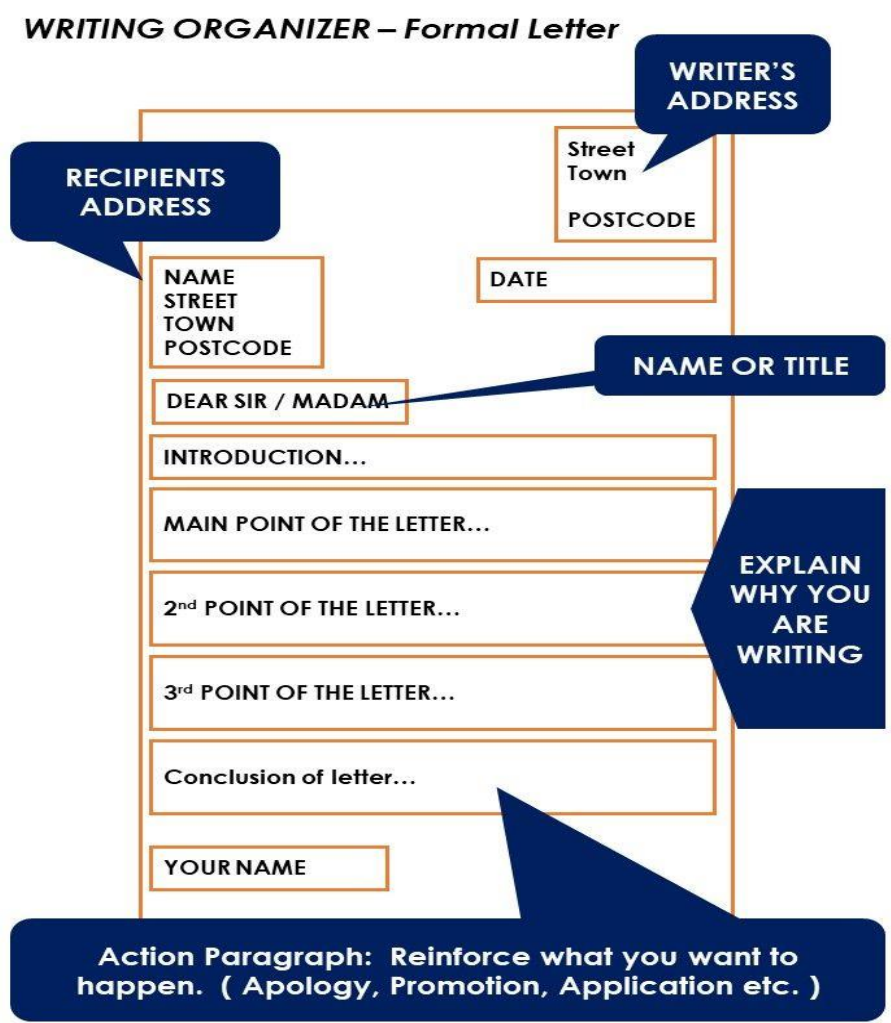 WRITING ORGANIZER – Formal Letter
WRITER'S
ADDRESS
Street
Town
POSTCODE
RECIPIENTS
ADDRESS
NAME
STREET
TOWN
POSTCODE
DATE
NAME OR TITLE
DEAR SIR / MADAM
INTRODUCTION…
MAIN POINT OF THE LETTER…
2nd POINT OF THE LETTER…
3rd POINT OF THE LETTER…
EXPLAIN
WHY YOU
ARE
WRITING
Conclusion of letter…
YOUR NAME
Action Paragraph: Reinforce what you want to
happen. ( Apology, Promotion, Application etc. )